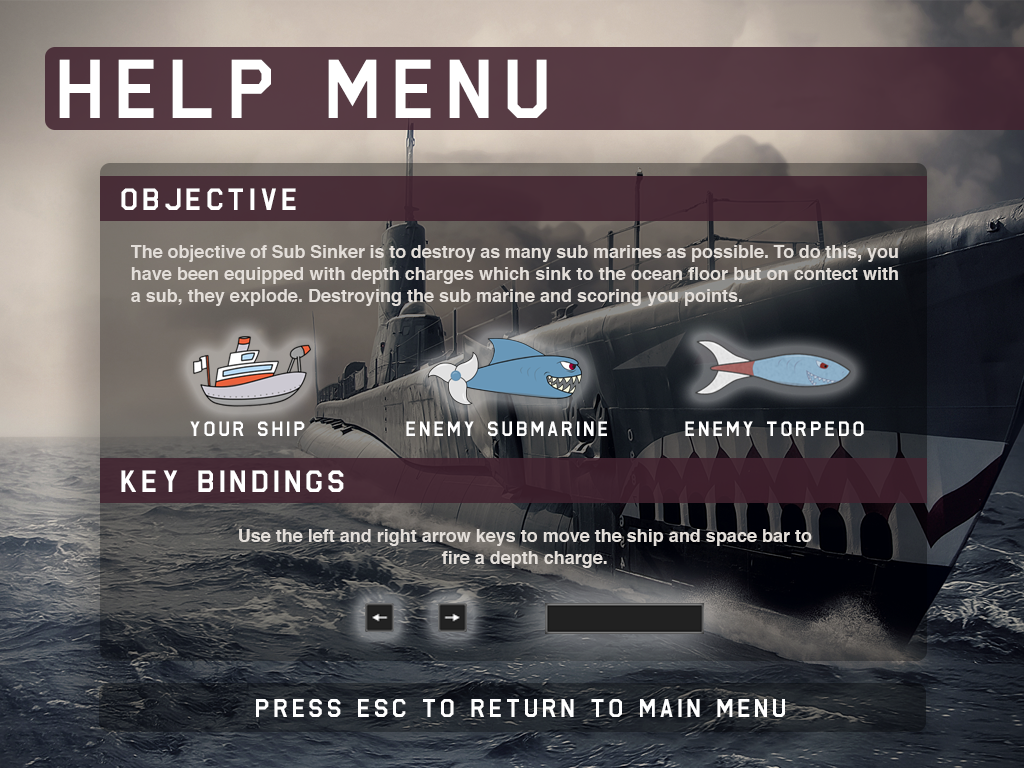 HELP MENU
OBJECTIVE
The objective of Sub Sinker is to destroy as many sub marines as possible. To do this, you
have been equipped with depth charges which sink to the ocean floor but on contect with
a sub, they explode. Destroying the sub marine and scoring you points.
YOUR SHIP
ENEMY SUBMARINE
ENEMY TORPEDO
KEY BINDINGS
Use the left and right arrow keys to move the ship and space bar to
fire a depth charge.
PRESS ESC TO RETURN TO MAIN MENU